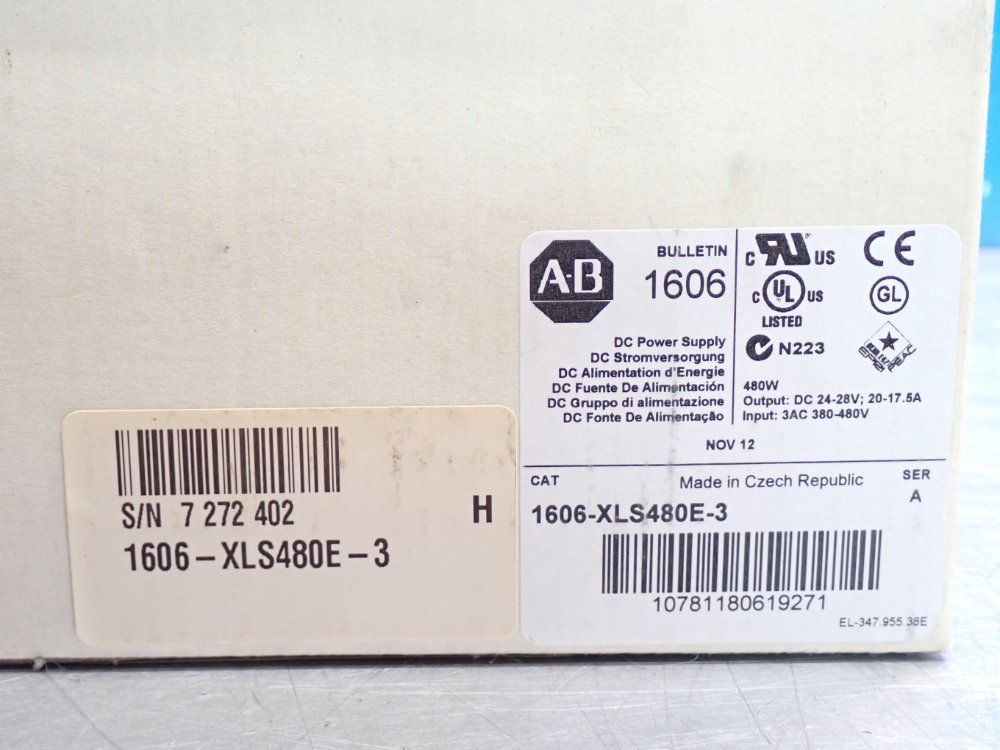 S/N 7 272 402
H
1606-XLS480E-3
A-B
BULLETIN
1606
DC Power Supply
DC Stromversorgung
DC Alimentation d'Energie
DC Fuente De Alimentación
DC Gruppo di alimentazione
DC Fonte De Alimentação
c RU US
CE
c UL US
LISTED
GL
N223
480W
Output: DC 24-28V; 20-17.5A
Input: 3AC 380-480V
NOV 12
CAT
Made in Czech Republic
SER
A
1606-XLS480E-3
10781180619271
EL-347.955.38E